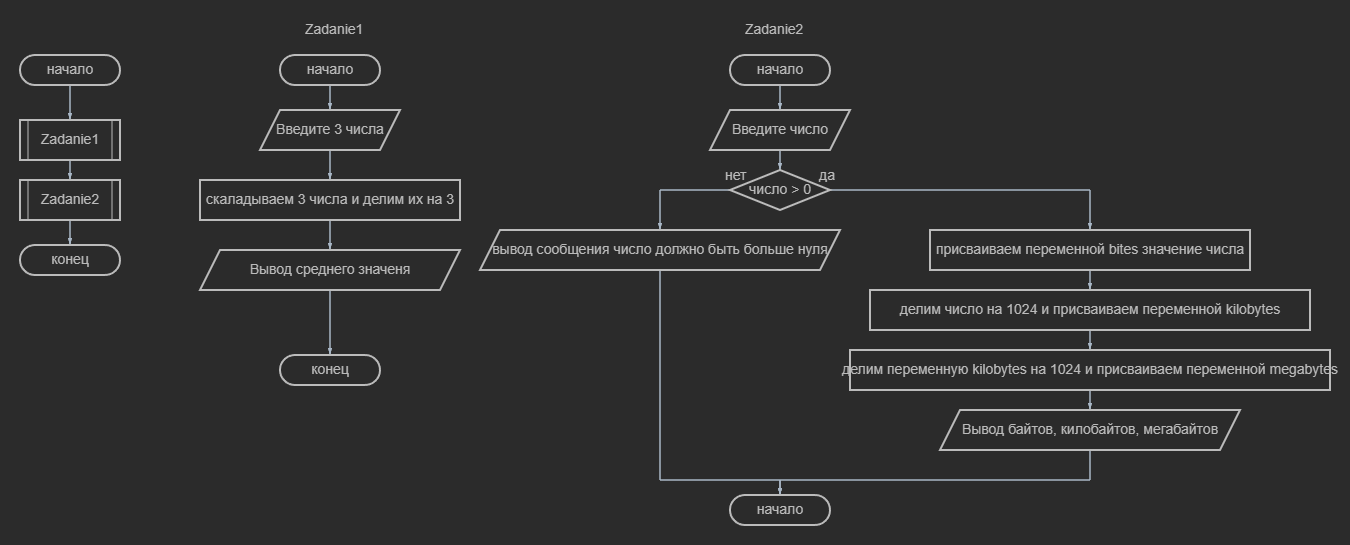 начало
Zadanie1
Zadanie2
конец
Zadanie1
начало
Введите 3 числа
скаладываем 3 числа и делим их на 3
Вывод среднего значеня
конец
Zadanie2
начало
Введите число
нет
число > 0
да
вывод сообщения число должно быть больше нуля
присваиваем переменной bites значение числа
делим число на 1024 и присваиваем переменной kilobytes
делим переменную kilobytes на 1024 и присваиваем переменной megabytes
Вывод байтов, килобайтов, мегабайтов
начало